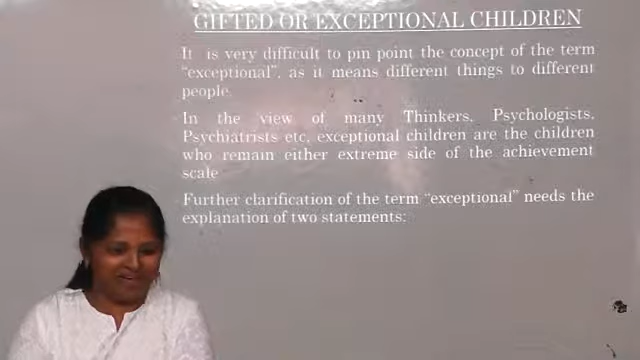 GIFTED OR EXCEPTIONAL CHILDREN
It is very difficult to pin point the concept of the term
"exceptional", as it means different things to different
people.
In the view of many Thinkers, Psychologists,
Psychiatrists etc, exceptional children are the children
who remain either extreme side of the achievement
scale
Further clarification of the term "exceptional" needs the
explanation of two statements: